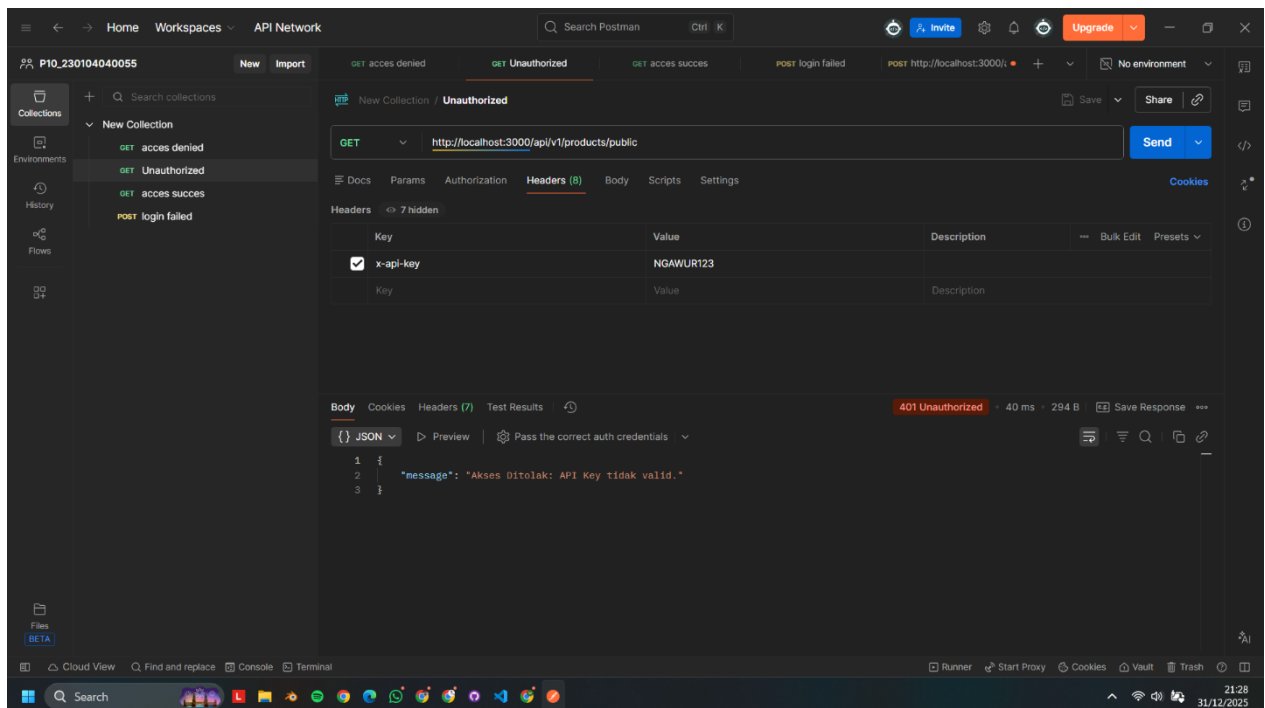 Home Workspaces API Network Search Postman Ctrl K Invite Upgrade
P10_230104040055 New Import GET acces denied GET Unauthorized GET acces succes POST login failed POST http://localhost:3000/ No environment
Collections
Environments
History
Flows
Files
BETA
Search collections
New Collection
GET acces denied
GET Unauthorized
GET acces succes
POST login failed
New Collection / Unauthorized Save Share
GET http://localhost:3000/api/v1/products/public Send
Docs Params Authorization Headers (8) Body Scripts Settings Cookies
Headers 7 hidden
Key Value Description Bulk Edit Presets
x-api-key NGAWUR123
Key Value Description
Body Cookies Headers (7) Test Results 401 Unauthorized 40 ms 294 B Save Response
{} JSON Preview Pass the correct auth credentials
1 {
2 "message": "Akses Ditolak: API Key tidak valid."
3 }
AI
Cloud View Find and replace Console Terminal Runner Start Proxy Cookies Vault Trash
Search
21:28
31/12/2025